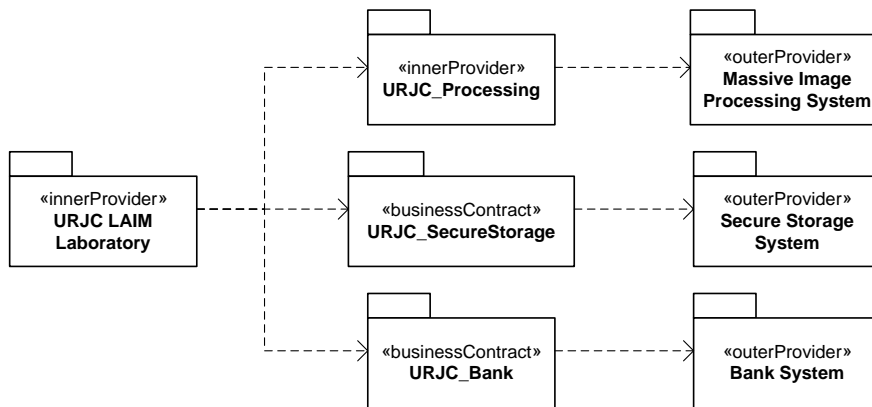 «innerProvider»
URJC_Processing
«outerProvider»
Massive Image
Processing System
«innerProvider»
URJC LAIM
Laboratory
«businessContract»
URJC_SecureStorage
«outerProvider»
Secure Storage
System
«businessContract»
URJC_Bank
«outerProvider»
Bank System